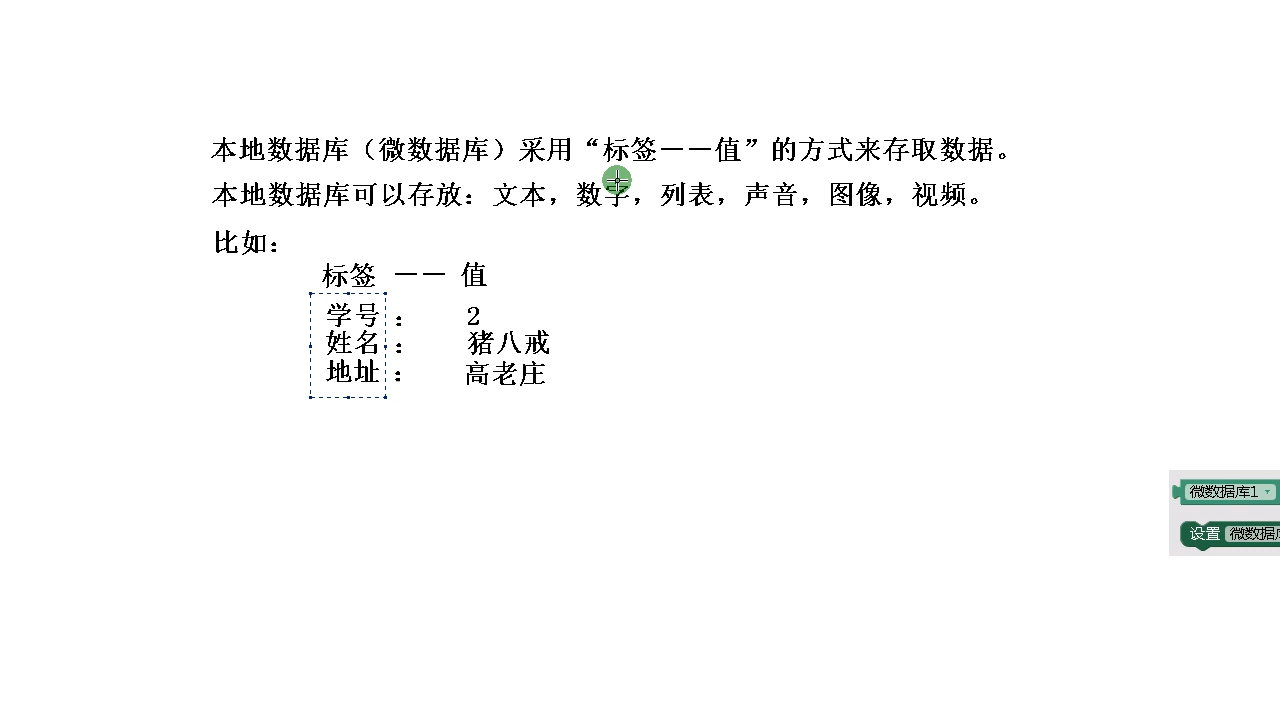 本地数据库（微数据库）采用“标签——值”的方式来存取数据。
本地数据库可以存放：文本，数字，列表，声音，图像，视频。
比如：
标签 —— 值
学号 ： 2
姓名 ： 猪八戒
地址 ： 高老庄
微数据库1
设置 微数据库